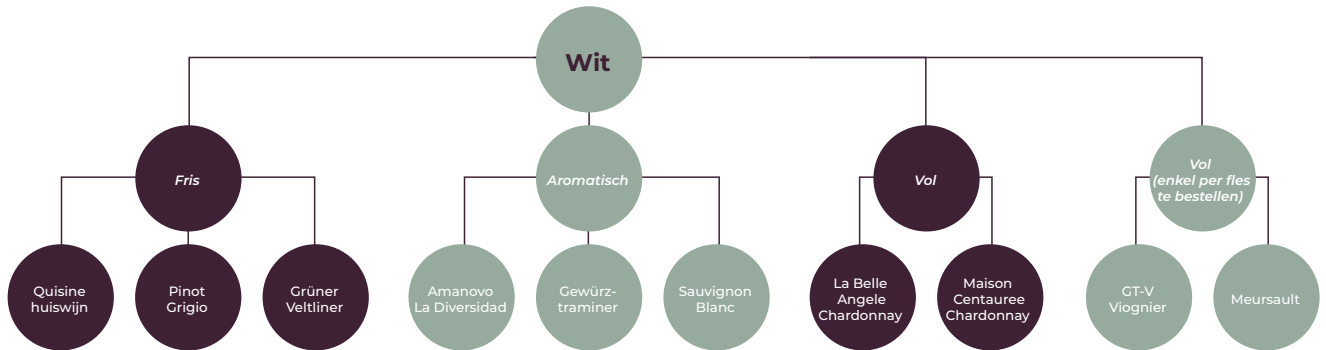 Wit
Fris
Aromatisch
Vol
Vol
(enkel per fles
te bestellen)
Quisine
huiswijn
Pinot
Grigio
Grüner
Veltliner
Amanovo
La Diversidad
Gewürz-
traminer
Sauvignon
Blanc
La Belle
Angele
Chardonnay
Maison
Centauree
Chardonnay
GT-V
Viognier
Meursault